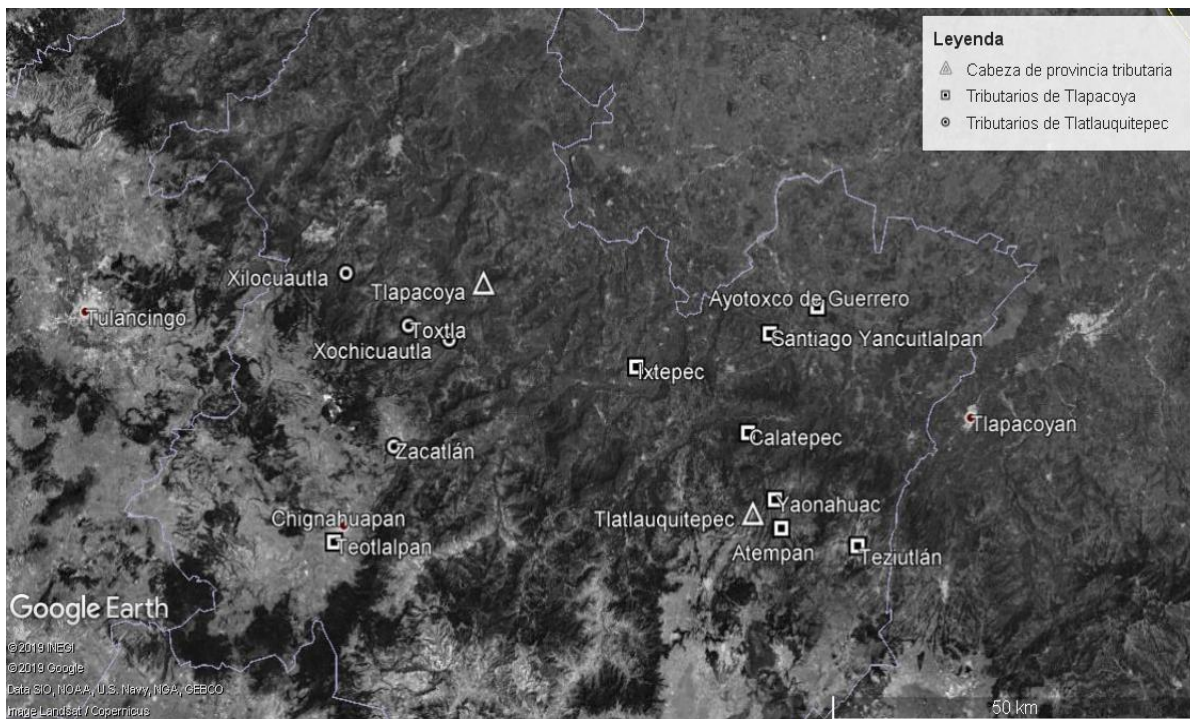 Leyenda
Cabeza de provincia tributaria
Tributarios de Tlapacoya
Tributarios de Tlatlauquitepec
Xilocuautla
Tlapacoya
Tulancingo
Toxtla
Xochicuautla
Ayotoxco de Guerrero
Santiago Yancuitlalpan
Ixtepec
Tlapacoyan
Calatepec
Zacatlán
Yaonahuac
Tlatlauquitepec
Chignahuapan
Atempan
Teotlalpan
Teziutlán
Google Earth
©2019 INEGI
©2019 Google
Data SIO, NOAA, U.S. Navy, NGA, GEBCO
Image Landsat / Copernicus
50 km